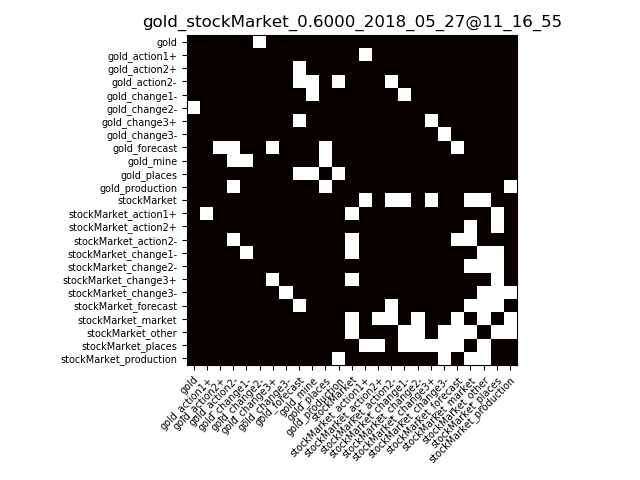 gold_stockMarket_0.6000_2018_05_27@11_16_55
gold
gold_action1+
gold_action2+
gold_action2-
gold_change1-
gold_change2-
gold_change3+
gold_change3-
gold_forecast
gold_mine
gold_places
gold_production
stockMarket
stockMarket_action1+
stockMarket_action2+
stockMarket_action2-
stockMarket_change1-
stockMarket_change2-
stockMarket_change3+
stockMarket_change3-
stockMarket_forecast
stockMarket_market
stockMarket_other
stockMarket_places
stockMarket_production
gold
gold_action1+
gold_action2+
gold_action2-
gold_change1-
gold_change2-
gold_change3+
gold_change3-
gold_forecast
gold_mine
gold_places
gold_production
stockMarket
stockMarket_action1+
stockMarket_action2+
stockMarket_action2-
stockMarket_change1-
stockMarket_change2-
stockMarket_change3+
stockMarket_change3-
stockMarket_forecast
stockMarket_market
stockMarket_other
stockMarket_places
stockMarket_production